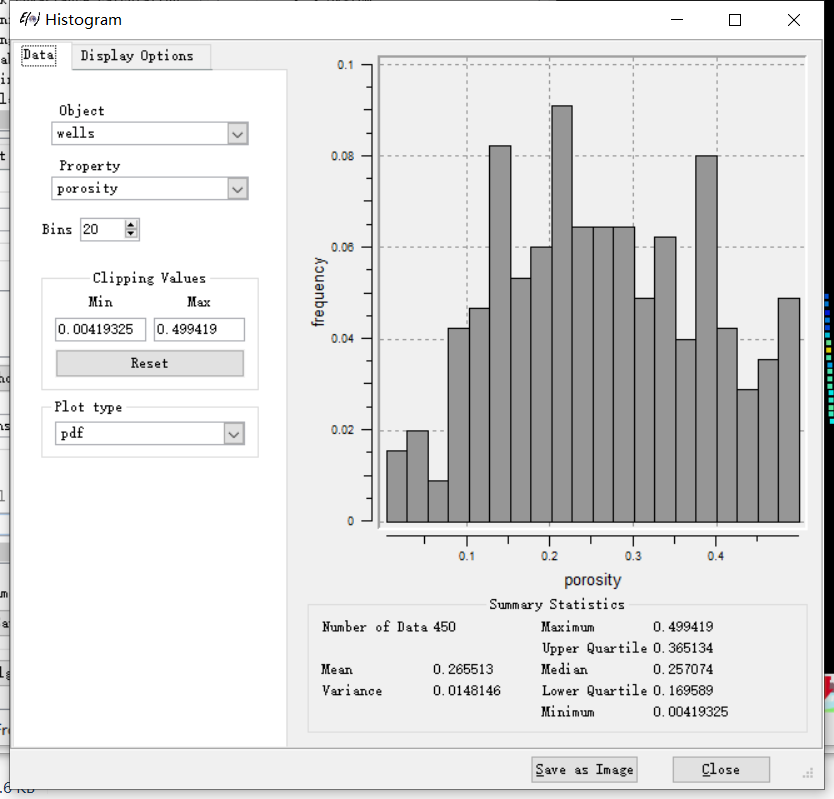 Histogram
Data Display Options
Object
wells
Property
porosity
Bins 20
Clipping Values
Min Max
0.00419325 0.499419
Reset
Plot type
pdf
0.1
0.08
0.06
0.04
0.02
0
frequency
0.1 0.2 0.3 0.4
porosity
Summary Statistics
Number of Data 450 Maximum 0.499419
Upper Quartile 0.365134
Mean 0.265513 Median 0.257074
Variance 0.0148146 Lower Quartile 0.169589
Minimum 0.00419325
Save as Image Close